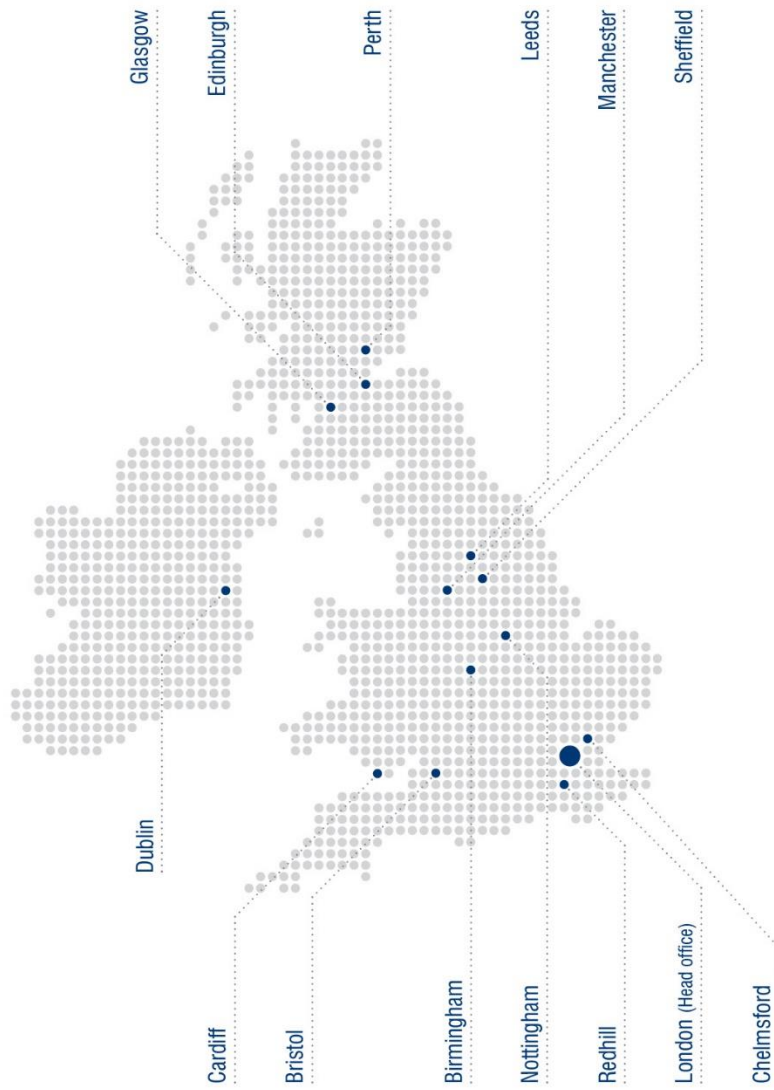 Glasgow
Edinburgh
Perth
Leeds
Manchester
Sheffield
Dublin
Cardiff
Bristol
Birmingham
Nottingham
Redhill
London (Head office)
Chelmsford